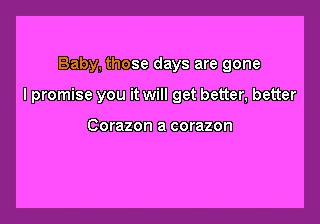 Baby, those days are gone
I promise you it will get better, better
Corazon a corazon